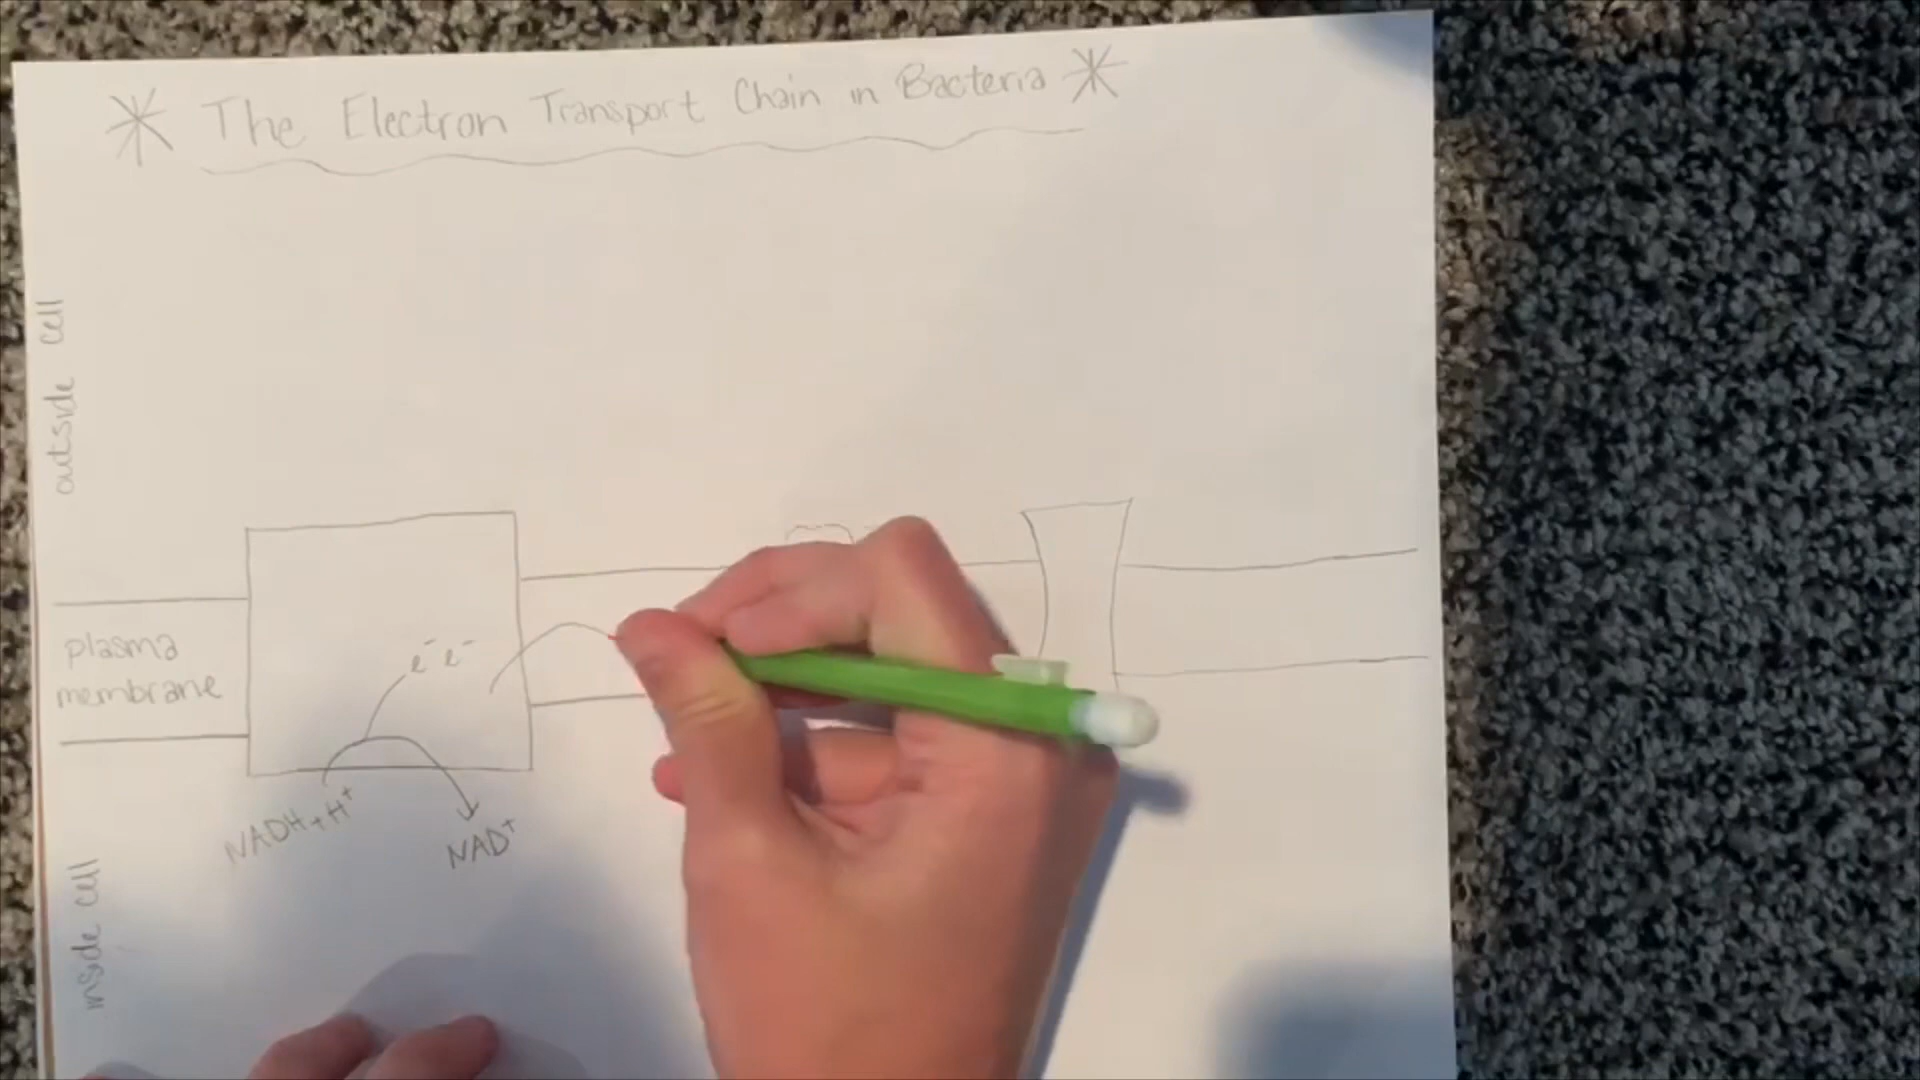 The Electron Transport Chain in Bacteria
outside cell
plasma
membrane
e⁻ e⁻
NADH + H⁺
NAD⁺
inside cell